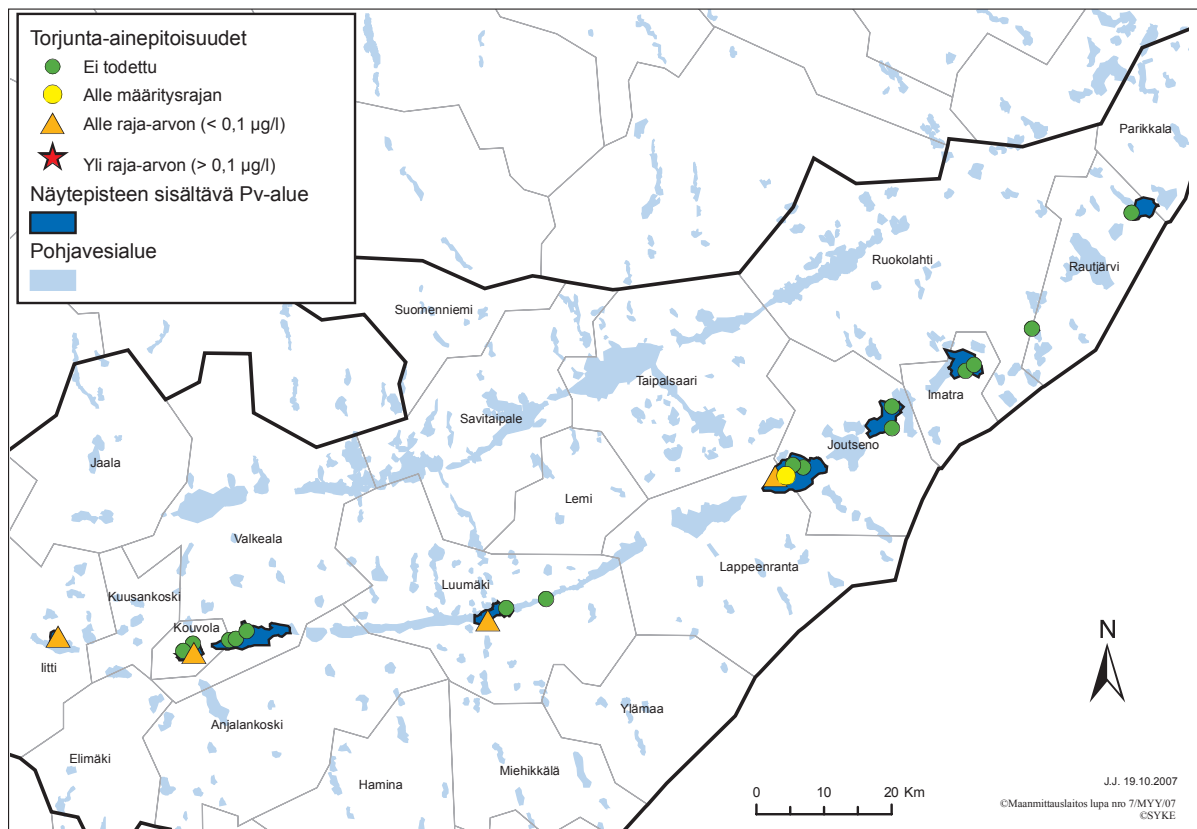 Torjunta-ainepitoisuudet
Ei todettu
Alle määritysrajan
Alle raja-arvon (< 0,1 µg/l)
Yli raja-arvon (> 0,1 µg/l)
Näytepisteen sisältävä Pv-alue
Pohjavesialue
Parikkala
Ruokolahti
Rautjärvi
Suomenniemi
Taipalsaari
Imatra
Savitaipale
Joutseno
Jaala
Lemi
Valkeala
Lappeenranta
Luumäki
Kuusankoski
Kouvola
Iitti
Ylämaa
Anjalankoski
Elimäki
Miehikkälä
Hamina
N
0 10 20 Km
J.J. 19.10.2007
©Maanmittauslaitos lupa nro 7/MYY/07
©SYKE